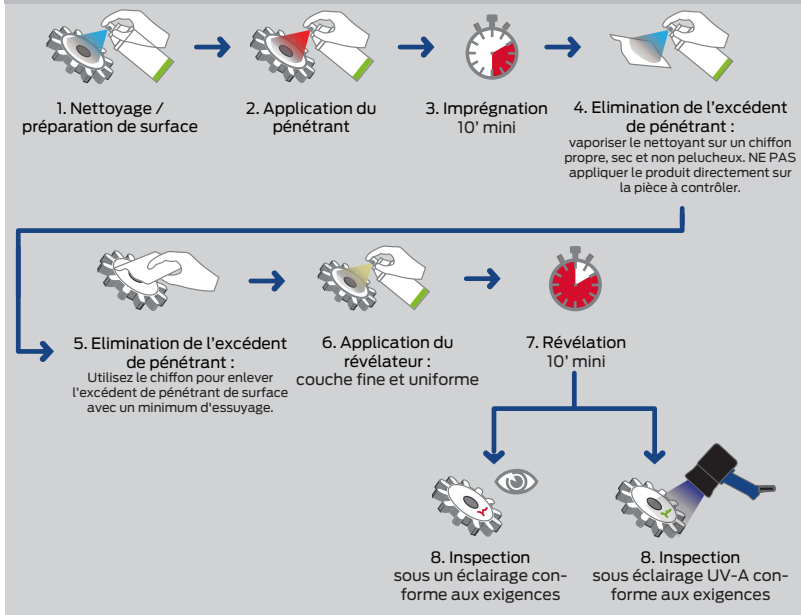 1. Nettoyage /
préparation de surface
2. Application du
pénétrant
3. Imprégnation
10' mini
4. Elimination de l'excédent
de pénétrant :
vaporiser le nettoyant sur un chiffon
propre, sec et non pelucheux. NE PAS
appliquer le produit directement sur
la pièce à contrôler.
5. Elimination de l'excédent
de pénétrant :
Utilisez le chiffon pour enlever
l'excédent de pénétrant de surface
avec un minimum d'essuyage.
6. Application du
révélateur :
couche fine et uniforme
7. Révélation
10' mini
8. Inspection
sous un éclairage con-
forme aux exigences
8. Inspection
sous éclairage UV-A con-
forme aux exigences